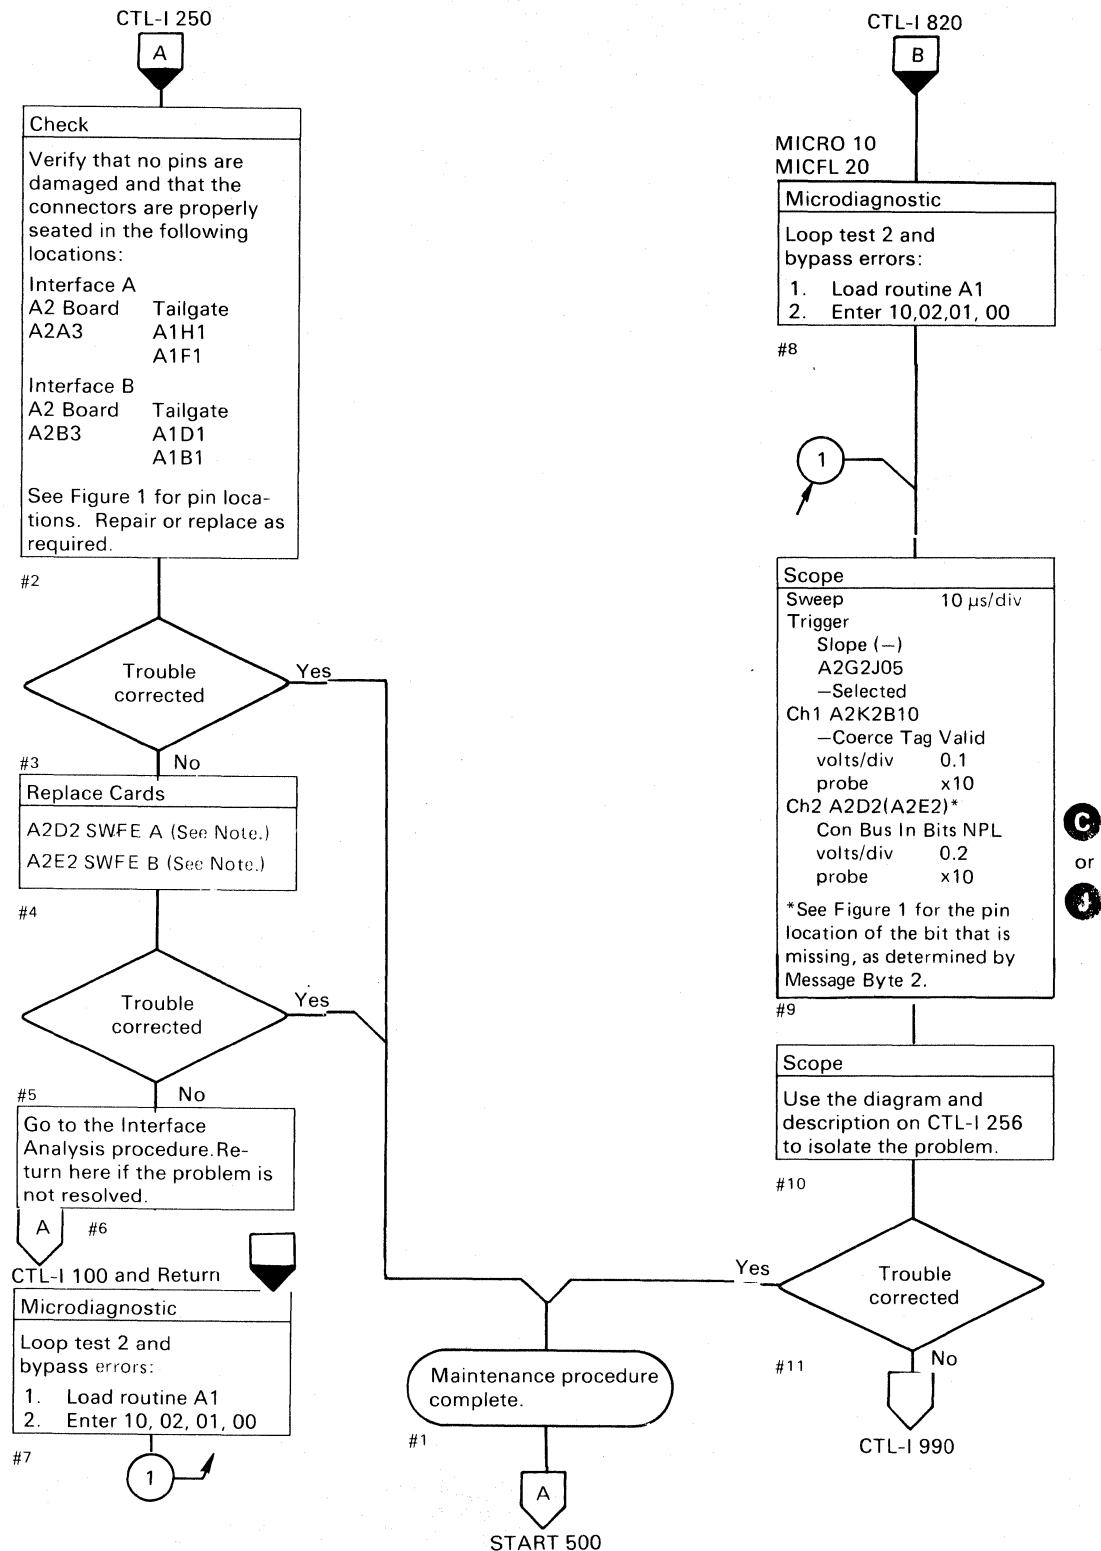 CTL-I 250
A
Check
Verify that no pins are
damaged and that the
connectors are properly
seated in the following
locations:
Interface A
A2 Board Tailgate
A2A3 A1H1
A1F1
Interface B
A2 Board Tailgate
A2B3 A1D1
A1B1
See Figure 1 for pin loca-
tions. Repair or replace as
required.
#2
Trouble
corrected
Yes
No
#3
Replace Cards
A2D2 SWFE A (See Note.)
A2E2 SWFE B (See Note.)
#4
Trouble
corrected
Yes
No
#5
Go to the Interface
Analysis procedure. Re-
turn here if the problem is
not resolved.
A
#6
CTL-I 100 and Return
Microdiagnostic
Loop test 2 and
bypass errors:
1. Load routine A1
2. Enter 10, 02, 01, 00
#7
1
Maintenance procedure
complete.
#1
A
START 500
CTL-I 820
B
MICRO 10
MICFL 20
Microdiagnostic
Loop test 2 and
bypass errors:
1. Load routine A1
2. Enter 10,02,01, 00
#8
1
Scope
Sweep 10 µs/div
Trigger
Slope (—)
A2G2J05
—Selected
Ch1 A2K2B10
—Coerce Tag Valid
volts/div 0.1
probe x10
Ch2 A2D2(A2E2)*
Con Bus In Bits NPL
volts/div 0.2
probe x10
*See Figure 1 for the pin
location of the bit that is
missing, as determined by
Message Byte 2.
C
or
J
#9
Scope
Use the diagram and
description on CTL-I 256
to isolate the problem.
#10
Trouble
corrected
Yes
No
#11
CTL-I 990